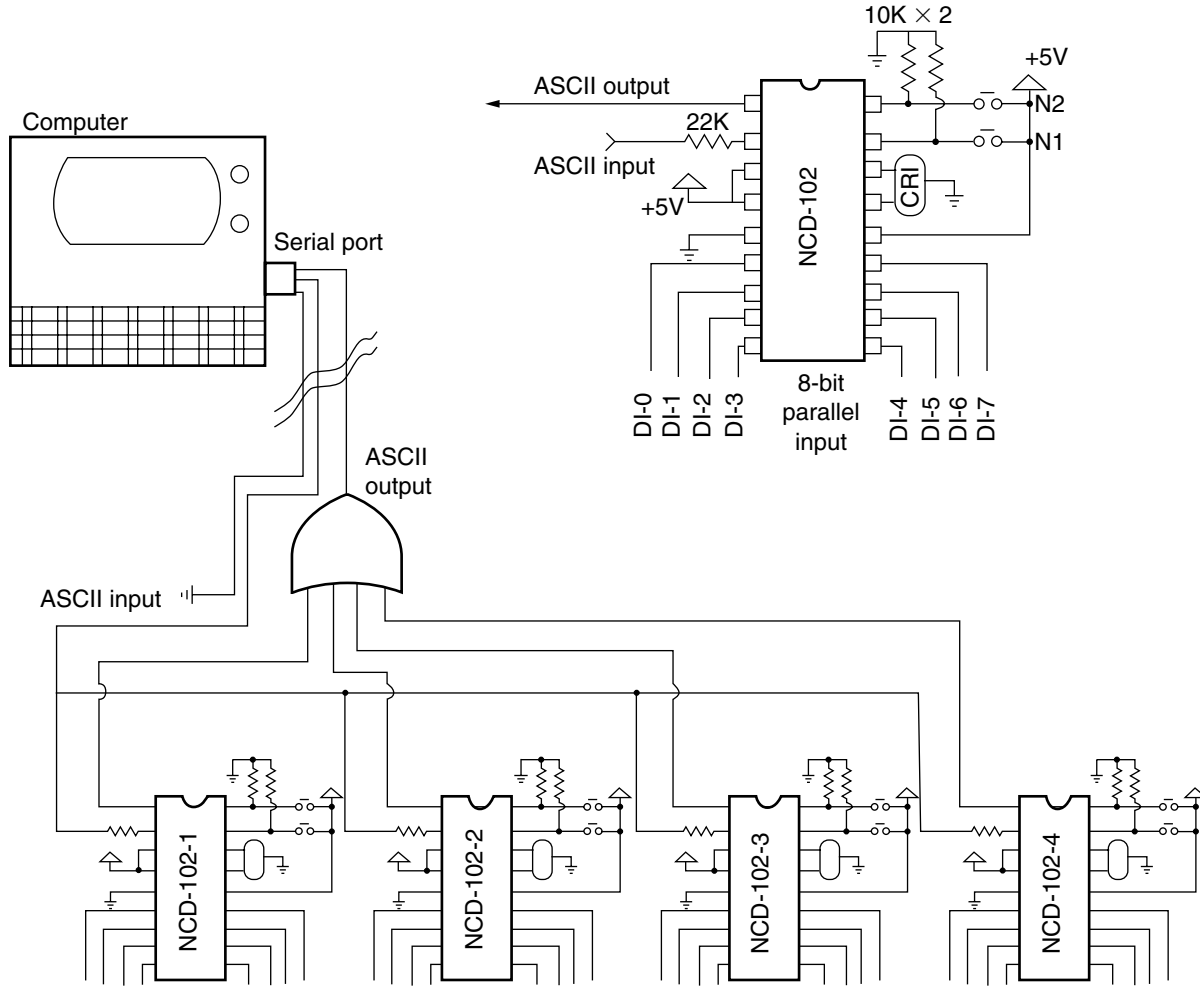 Computer
Serial port
ASCII
output
ASCII input
10K × 2
+5V
ASCII output
N2
22K
N1
ASCII input
CRI
+5V
NCD-102
DI-0
DI-1
DI-2
DI-3
8-bit
parallel
input
DI-4
DI-5
DI-6
DI-7
NCD-102-1
NCD-102-2
NCD-102-3
NCD-102-4